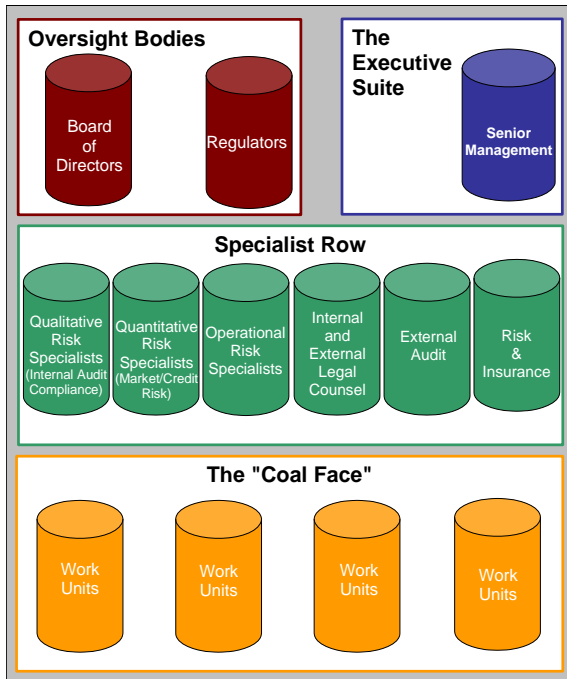 Oversight Bodies
Board
of
Directors
Regulators
The
Executive
Suite
Senior
Management
Specialist Row
Qualitative
Risk
Specialists
(Internal Audit
Compliance)
Quantitative
Risk
Specialists
(Market/Credit
Risk)
Operational
Risk
Specialists
Internal
and
External
Legal
Counsel
External
Audit
Risk
&
Insurance
The "Coal Face"
Work
Units
Work
Units
Work
Units
Work
Units